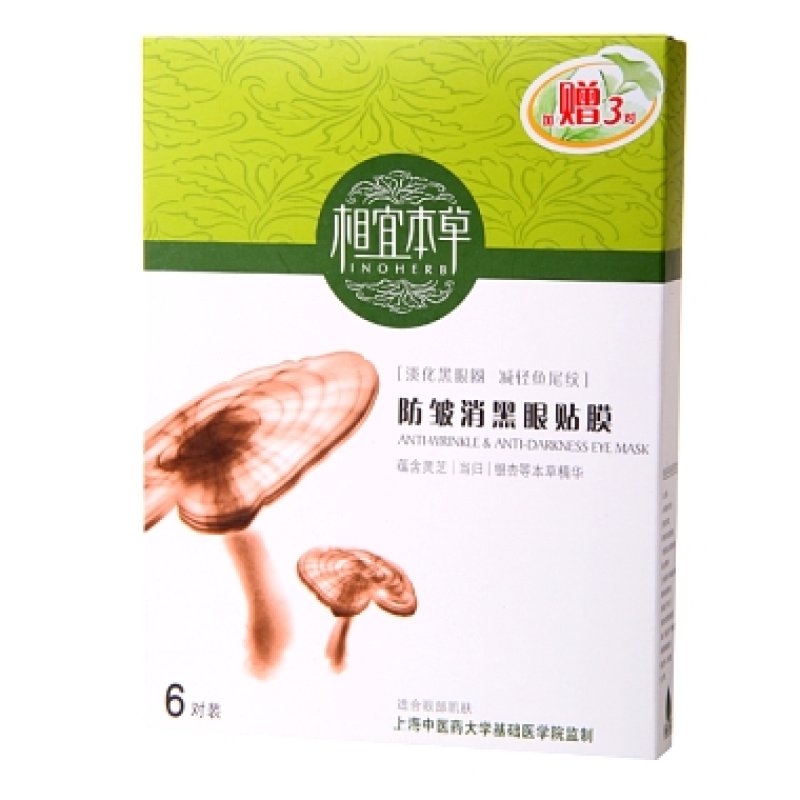 加赠3对
相宜本草
INOHERB
[淡化黑眼圈 减轻鱼尾纹]
防皱消黑眼贴膜
ANTI-WRINKLE & ANTI-DARKNESS EYE MASK
蕴含灵芝|当归|银杏等本草精华
6对装
适合眼部肌肤
上海中医药大学基础医学院监制